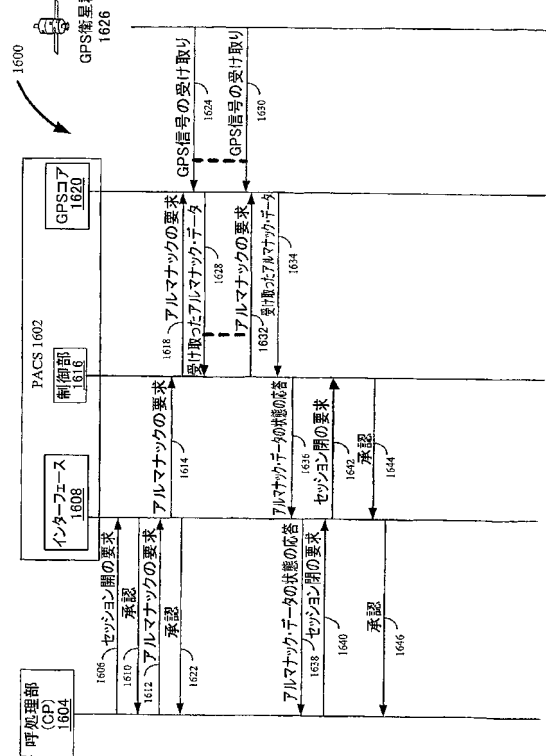 1600
GPS衛星群
1626
PACS 1602
GPSコア
1620
制御部
1616
インターフェース
1608
呼処理部
(CP)
1604
1606
セッション開の要求
1610
承認
1612
アルマナックの要求
承認
1622
アルマナックの要求
1614
1618
アルマナックの要求
GPS信号の受け取り
1624
受け取ったアルマナック・データ
1628
GPS信号の受け取り
1630
1632
アルマナックの要求
受け取ったアルマナック・データ
1634
アルマナック・データの状態の応答
1636
アルマナック・データの状態の応答
1638
セッション閉の要求
1640
セッション閉の要求
1642
承認
1644
承認
1646